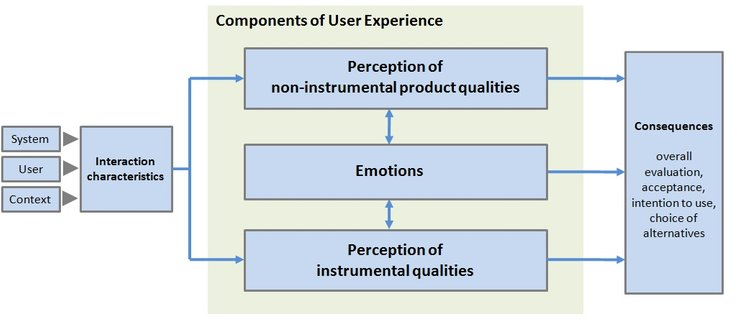 Components of User Experience
Perception of
non-instrumental product qualities
System
User
Context
Interaction
characteristics
Emotions
Perception of
instrumental qualities
Consequences
overall
evaluation,
acceptance,
intention to use,
choice of
alternatives